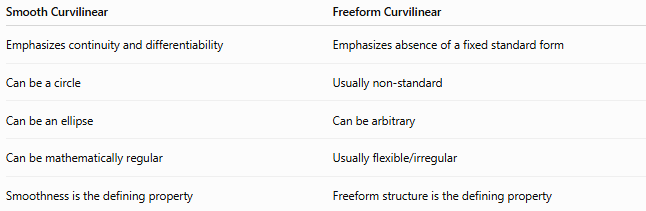 Smooth Curvilinear Freeform Curvilinear
Emphasizes continuity and differentiability Emphasizes absence of a fixed standard form
Can be a circle Usually non-standard
Can be an ellipse Can be arbitrary
Can be mathematically regular Usually flexible/irregular
Smoothness is the defining property Freeform structure is the defining property